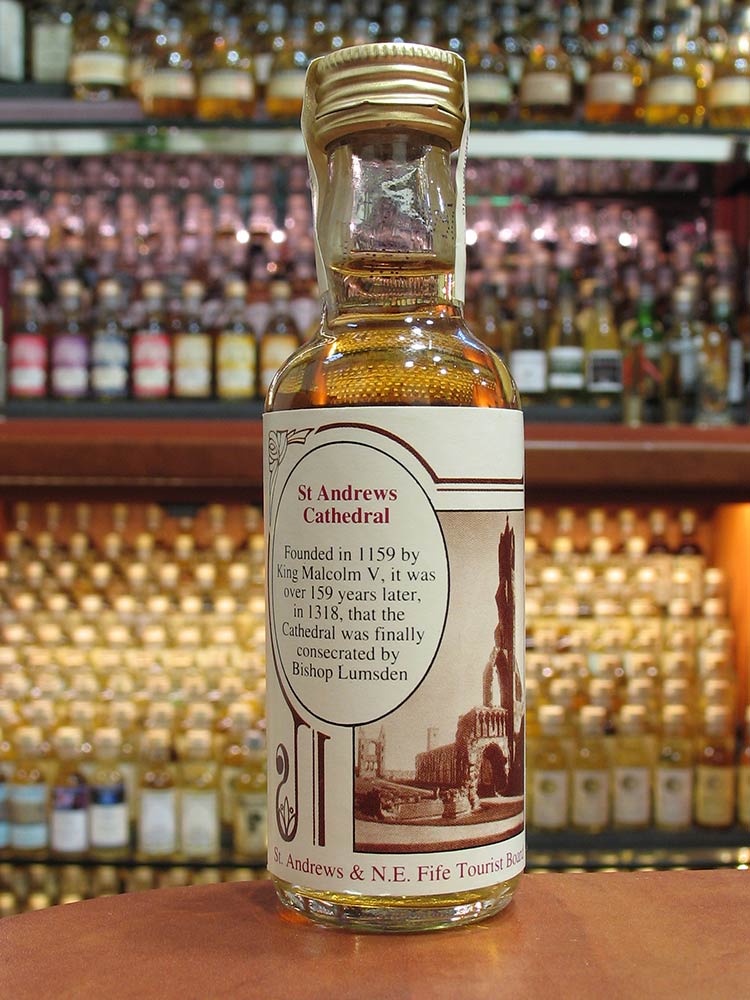 St Andrews
Cathedral
Founded in 1159 by
King Malcolm V, it was
over 159 years later,
in 1318, that the
Cathedral was finally
consecrated by
Bishop Lumsden
St. Andrews & N.E. Fife Tourist Board